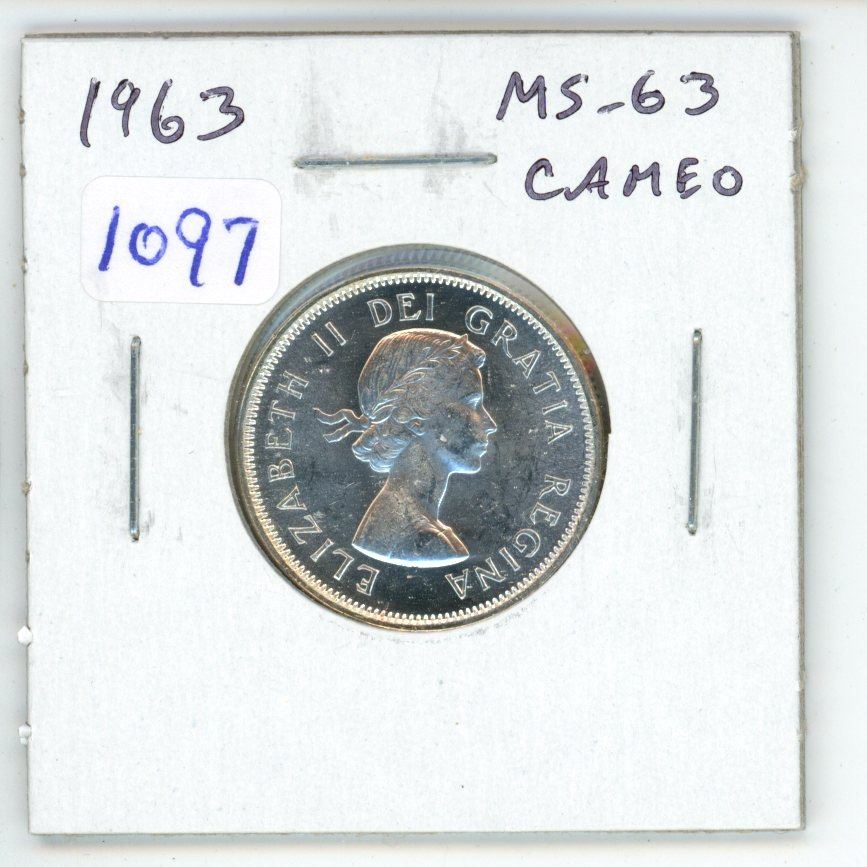 1963
MS-63
CAMEO
1097
ELIZABETH II DEI GRATIA REGINA